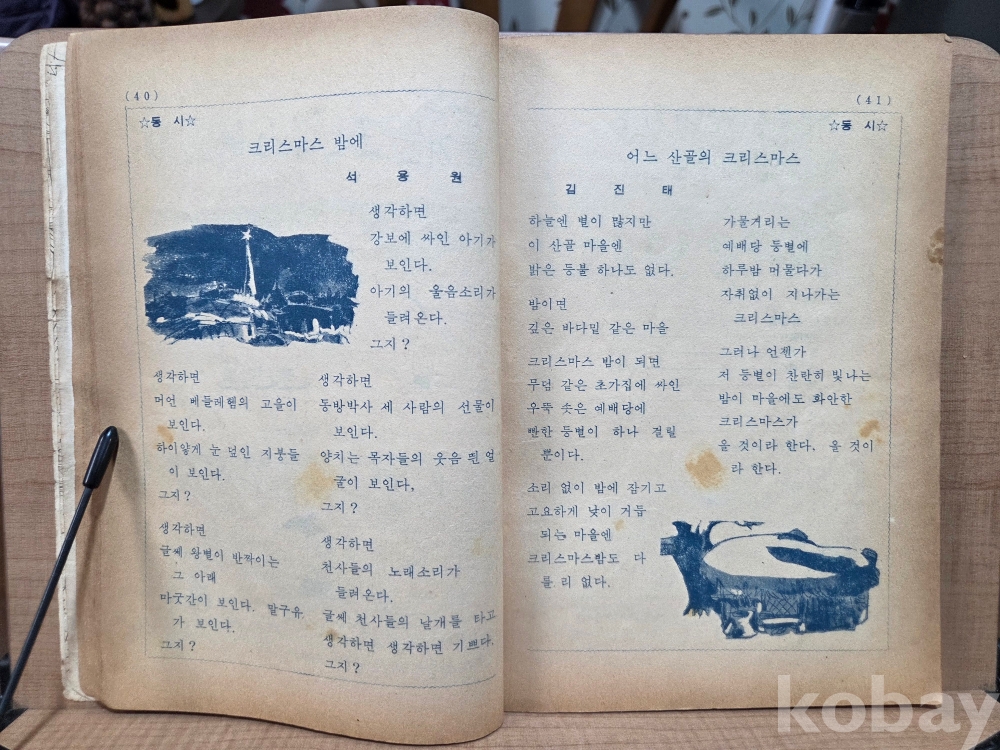 (40)
☆동 시☆
크리스마스 밤에
석 용 원
생각하면
강보에 싸인 아기가
보인다.
아기의 울음소리가
들려온다.
그지?
생각하면
머언 베들레헴의 고을이
보인다.
하이얗게 눈 덮인 지붕들
이 보인다.
그지?
생각하면
글쎄 왕별이 반짝이는
그 아래
마굿간이 보인다. 말구유
가 보인다.
그지?
생각하면
동방박사 세 사람의 선물이
보인다.
양치는 목자들의 웃음 띈 얼
굴이 보인다,
그지?
생각하면
천사들의 노래소리가
들려온다.
글쎄 천사들의 날개를 타고
생각하면 생각하면 기쁘다.
그지?
(41)
☆동 시☆
어느 산골의 크리스마스
김 진 태
하늘엔 별이 많지만
이 산골 마을엔
밝은 등불 하나도 없다.
밤이면
깊은 바다밑 같은 마을
크리스마스 밤이 되면
무덤 같은 초가집에 싸인
우뚝 솟은 예배당에
빤한 등별이 하나 걸릴
뿐이다.
소리 없이 밤에 잠기고
고요하게 낮이 거듭
되는 마을엔
크리스마스밤도 다
를 리 없다.
가물거리는
예배당 등별에
하루밤 머물다가
자취없이 지나가는
크리스마스
그러나 언젠가
저 등별이 찬란히 빛나는
밤이 마을에도 화안한
크리스마스가
올 것이라 한다. 올 것이
라 한다.
kobay